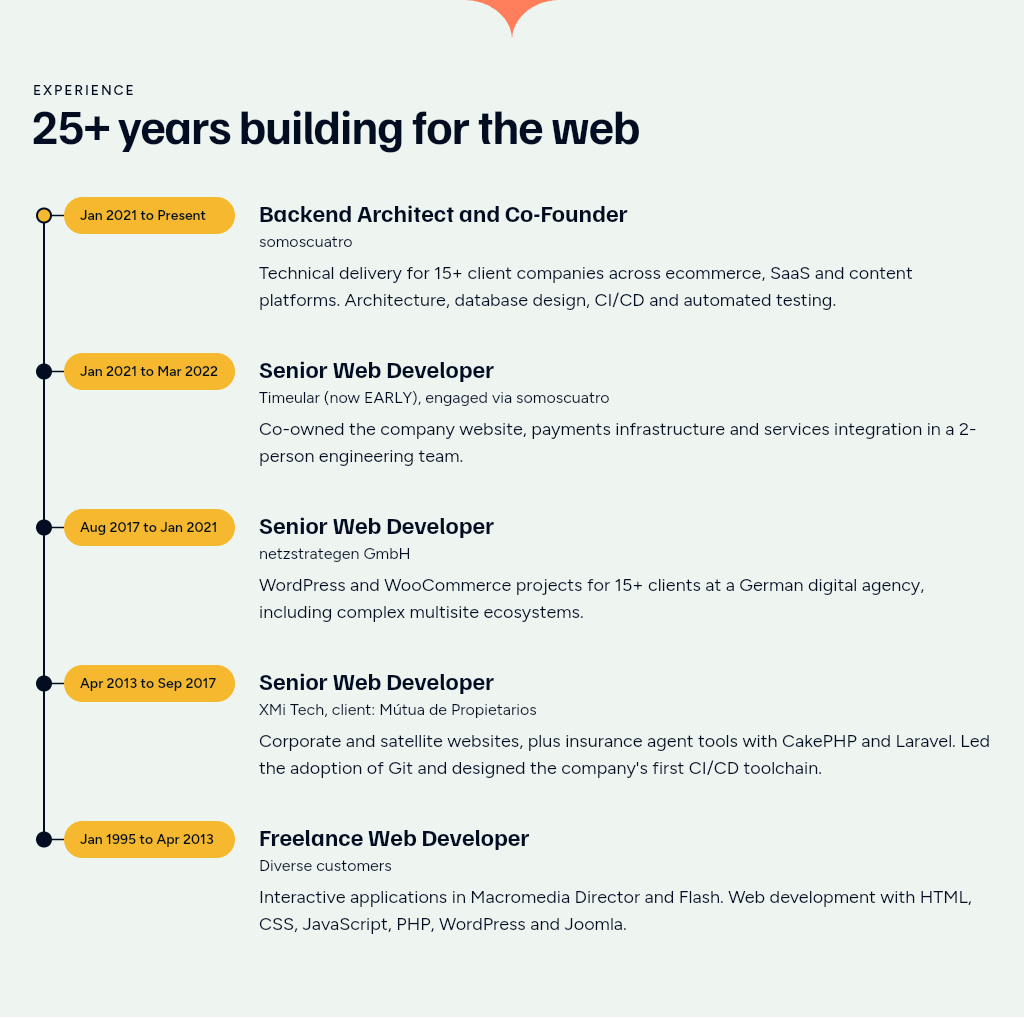 EXPERIENCE
25+ years building for the web
Jan 2021 to Present
Backend Architect and Co-Founder
somoscuatro
Technical delivery for 15+ client companies across ecommerce, SaaS and content
platforms. Architecture, database design, CI/CD and automated testing.
Jan 2021 to Mar 2022
Senior Web Developer
Timeular (now EARLY), engaged via somoscuatro
Co-owned the company website, payments infrastructure and services integration in a 2-
person engineering team.
Aug 2017 to Jan 2021
Senior Web Developer
netzstrategen GmbH
WordPress and WooCommerce projects for 15+ clients at a German digital agency,
including complex multisite ecosystems.
Apr 2013 to Sep 2017
Senior Web Developer
XMi Tech, client: Mútua de Propietarios
Corporate and satellite websites, plus insurance agent tools with CakePHP and Laravel. Led
the adoption of Git and designed the company's first CI/CD toolchain.
Jan 1995 to Apr 2013
Freelance Web Developer
Diverse customers
Interactive applications in Macromedia Director and Flash. Web development with HTML,
CSS, JavaScript, PHP, WordPress and Joomla.